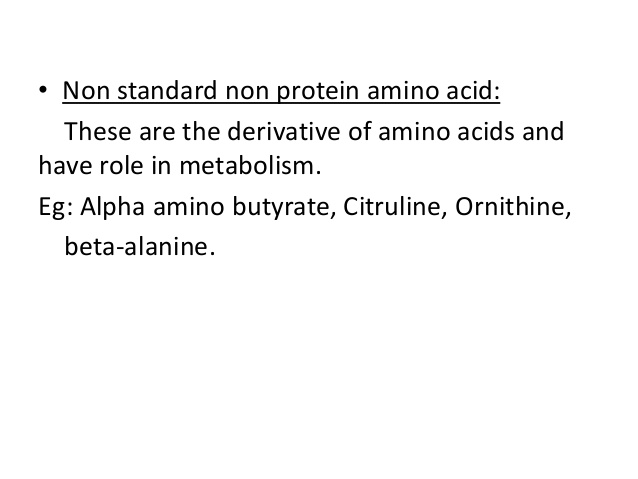 • Non standard non protein amino acid:
These are the derivative of amino acids and
have role in metabolism.
Eg: Alpha amino butyrate, Citruline, Ornithine,
beta-alanine.